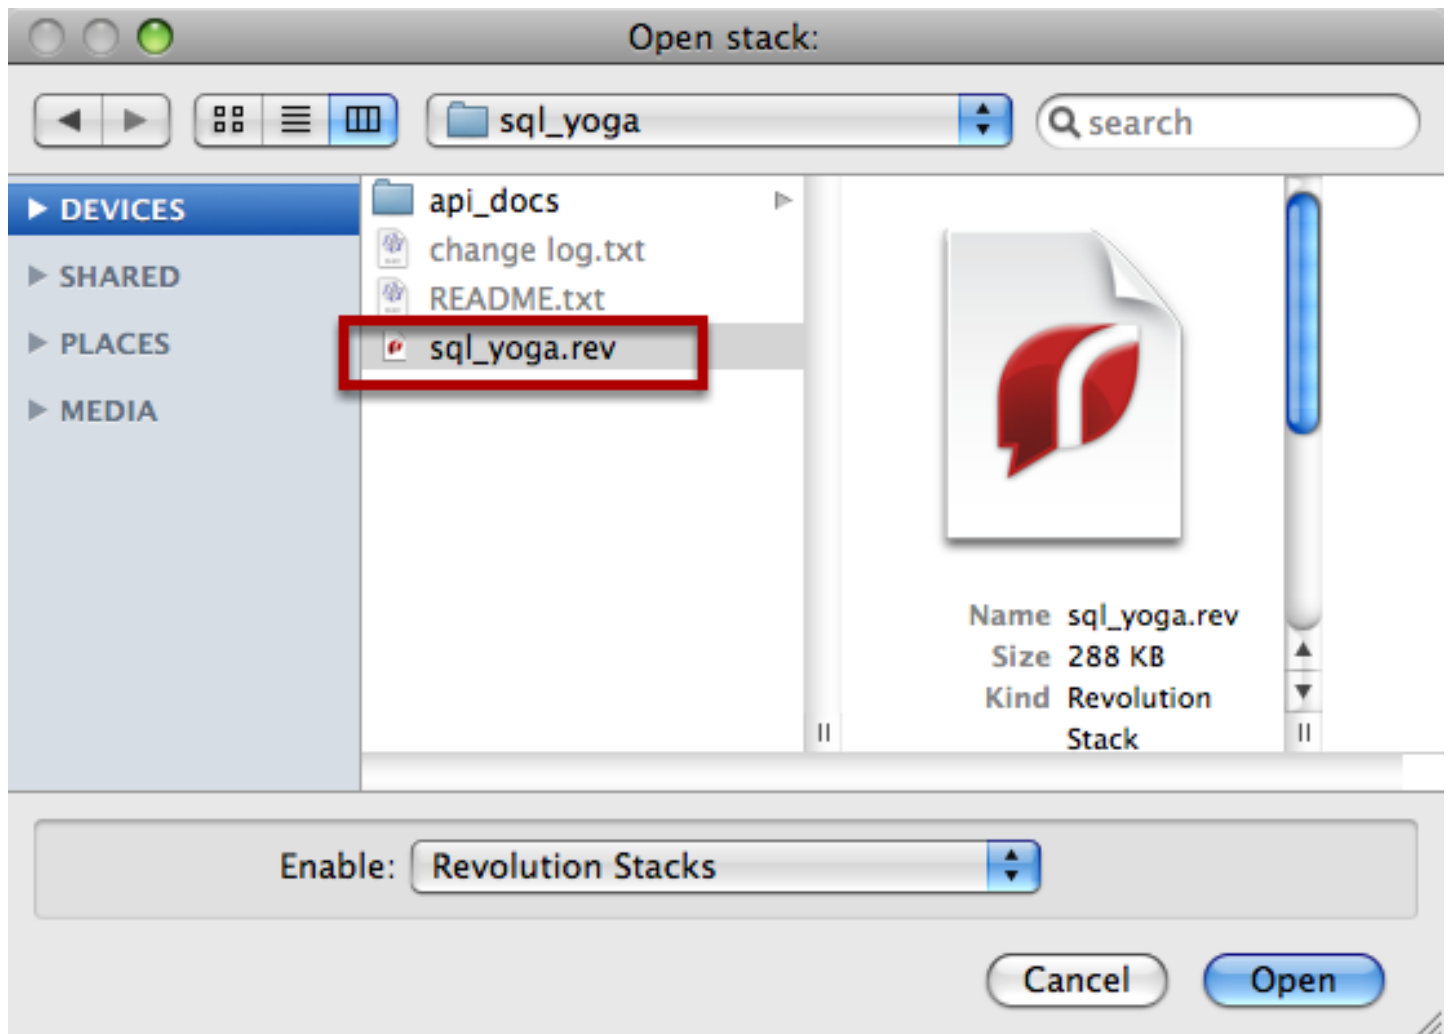 Open stack:
sql_yoga
search
DEVICES
SHARED
PLACES
MEDIA
api_docs
change log.txt
README.txt
sql_yoga.rev
Name sql_yoga.rev
Size 288 KB
Kind Revolution
Stack
Enable: Revolution Stacks
Cancel
Open